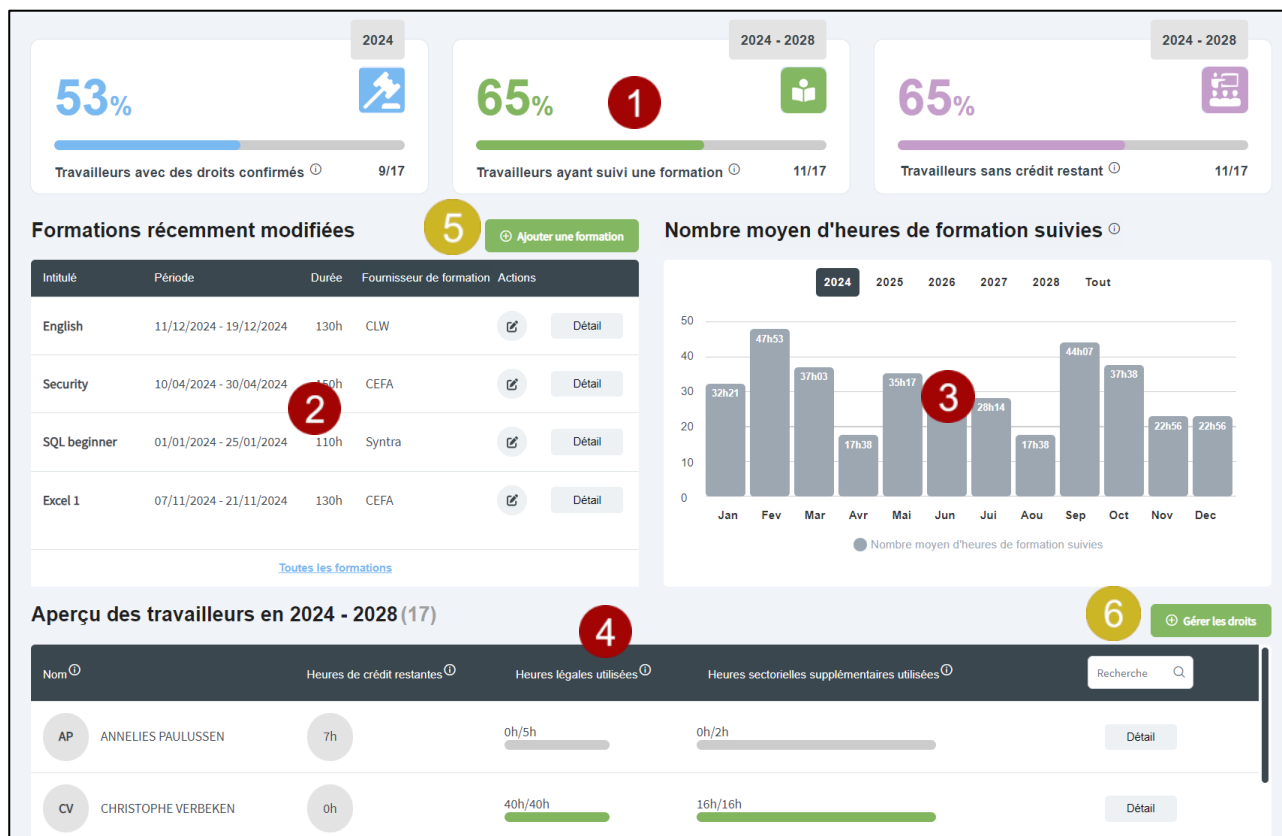 2024
53%
Travailleurs avec des droits confirmés 9/17
2024 - 2028
65%
1
Travailleurs ayant suivi une formation 11/17
2024 - 2028
65%
Travailleurs sans crédit restant 11/17
Formations récemment modifiées
5
Ajouter une formation
Intitulé Période Durée Fournisseur de formation Actions
English 11/12/2024 - 19/12/2024 130h CLW Détail
Security 10/04/2024 - 30/04/2024 CEFA Détail
2
SQL beginner 01/01/2024 - 25/01/2024 110h Syntra Détail
Excel 1 07/11/2024 - 21/11/2024 130h CEFA Détail
Toutes les formations
Nombre moyen d'heures de formation suivies
2024 2025 2026 2027 2028 Tout
50
40
30
20
10
0
32h21 47h53 37h03 17h38 35h17 28h14 17h38 44h07 37h38 22h56 22h56
3
Jan Fev Mar Avr Mai Jun Jui Aou Sep Oct Nov Dec
Nombre moyen d'heures de formation suivies
Aperçu des travailleurs en 2024 - 2028 (17)
4
6
Gérer les droits
Nom Heures de crédit restantes Heures légales utilisées Heures sectorielles supplémentaires utilisées Recherche
AP ANNELIES PAULUSSEN 7h 0h/5h 0h/2h Détail
CV CHRISTOPHE VERBEKEN 0h 40h/40h 16h/16h Détail